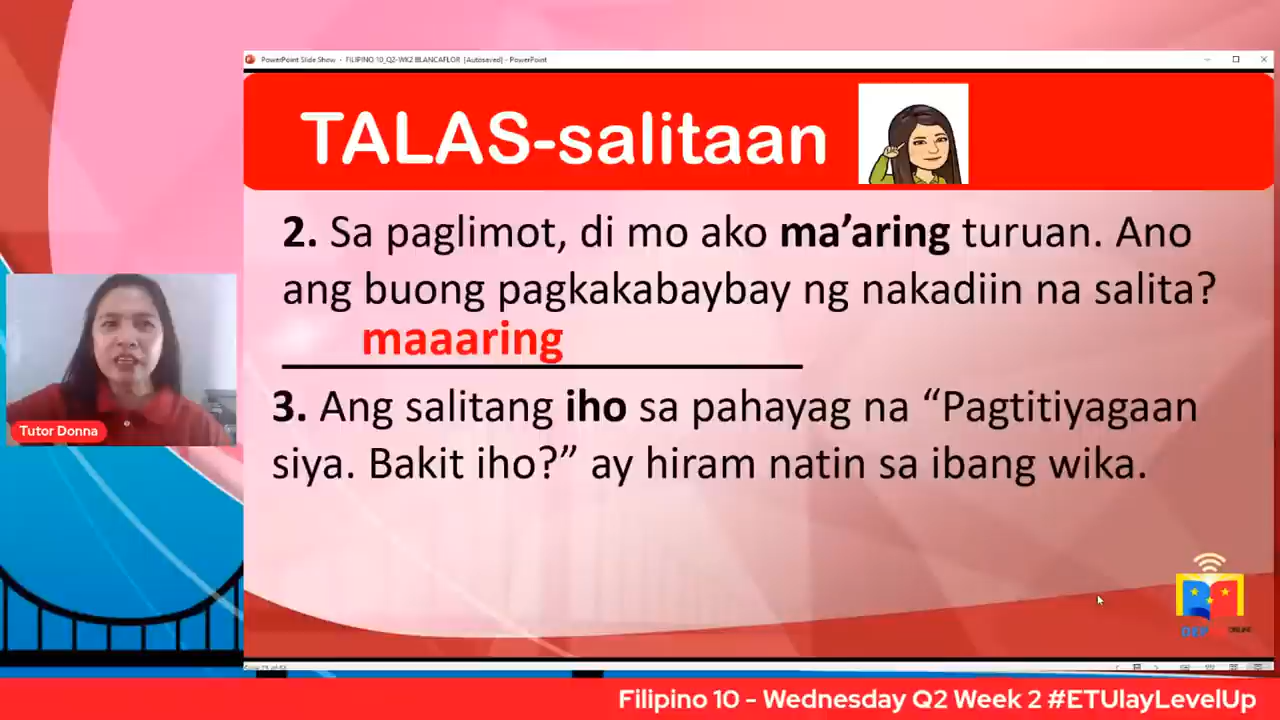 PowerPoint Slide Show - FILIPINO 10_Q2-WK2 BLANCAFLOR [Autosaved] - PowerPoint
TALAS-salitaan
2. Sa paglimot, di mo ako ma’aring turuan. Ano
ang buong pagkakabaybay ng nakadiin na salita?
maaaring
3. Ang salitang iho sa pahayag na “Pagtitiyagaan
siya. Bakit iho?” ay hiram natin sa ibang wika.
Tutor Donna
Filipino 10 - Wednesday Q2 Week 2 #ETUlayLevelUp